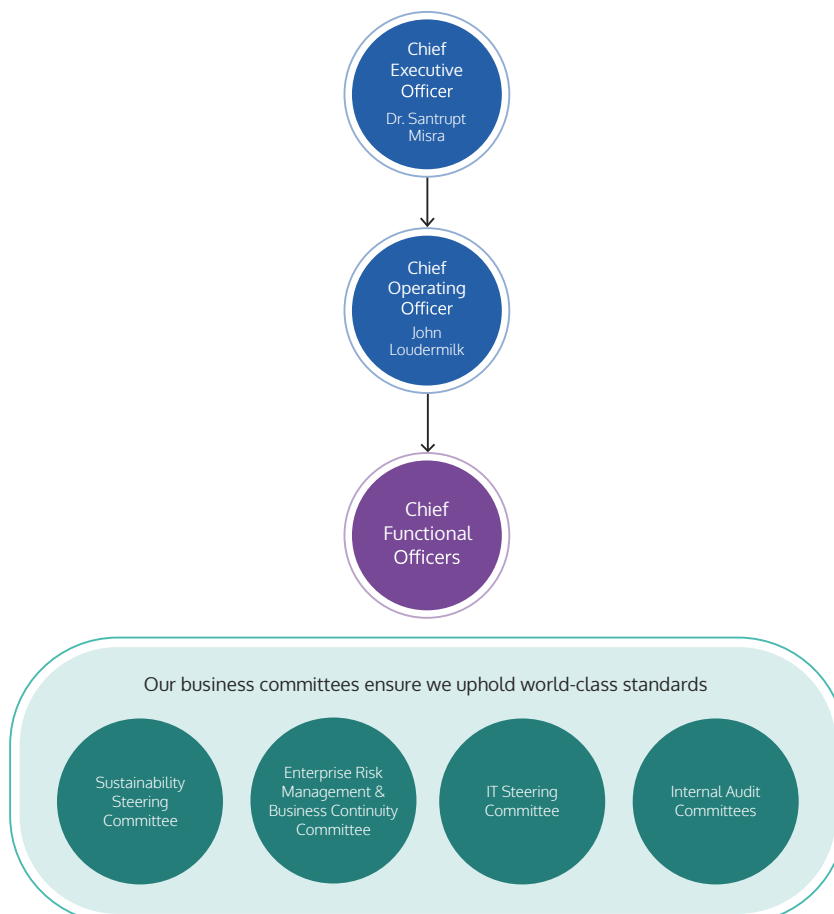 Chief
Executive
Officer
Dr. Santrupt
Misra
Chief
Operating
Officer
John
Loudermilk
Chief
Functional
Officers
Our business committees ensure we uphold world-class standards
Sustainability
Steering
Committee
Enterprise Risk
Management &
Business Continuity
Committee
IT Steering
Committee
Internal Audit
Committees